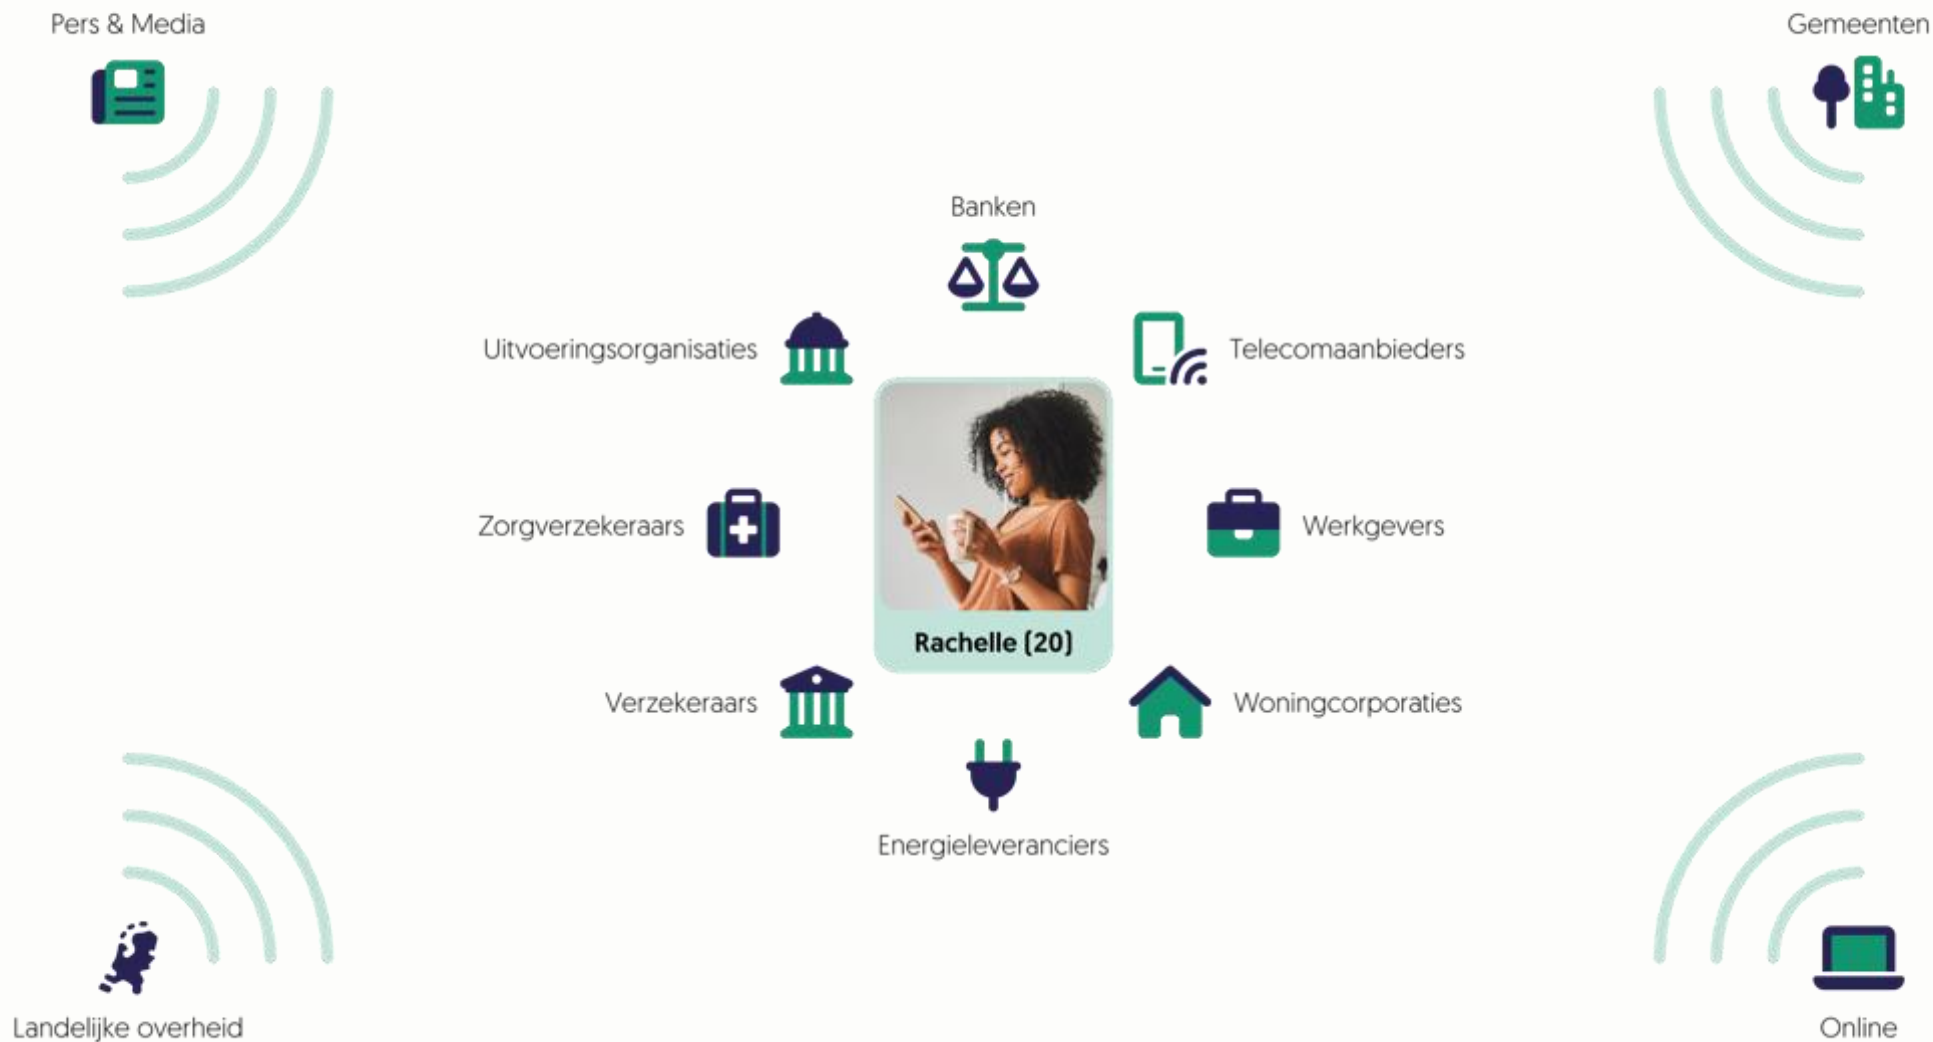 Pers & Media
Gemeenten
Banken
Uitvoeringsorganisaties
Telecomaanbieders
Zorgverzekeraars
Werkgevers
Rachelle (20)
Verzekeraars
Woningcorporaties
Energieleveranciers
Landelijke overheid
Online